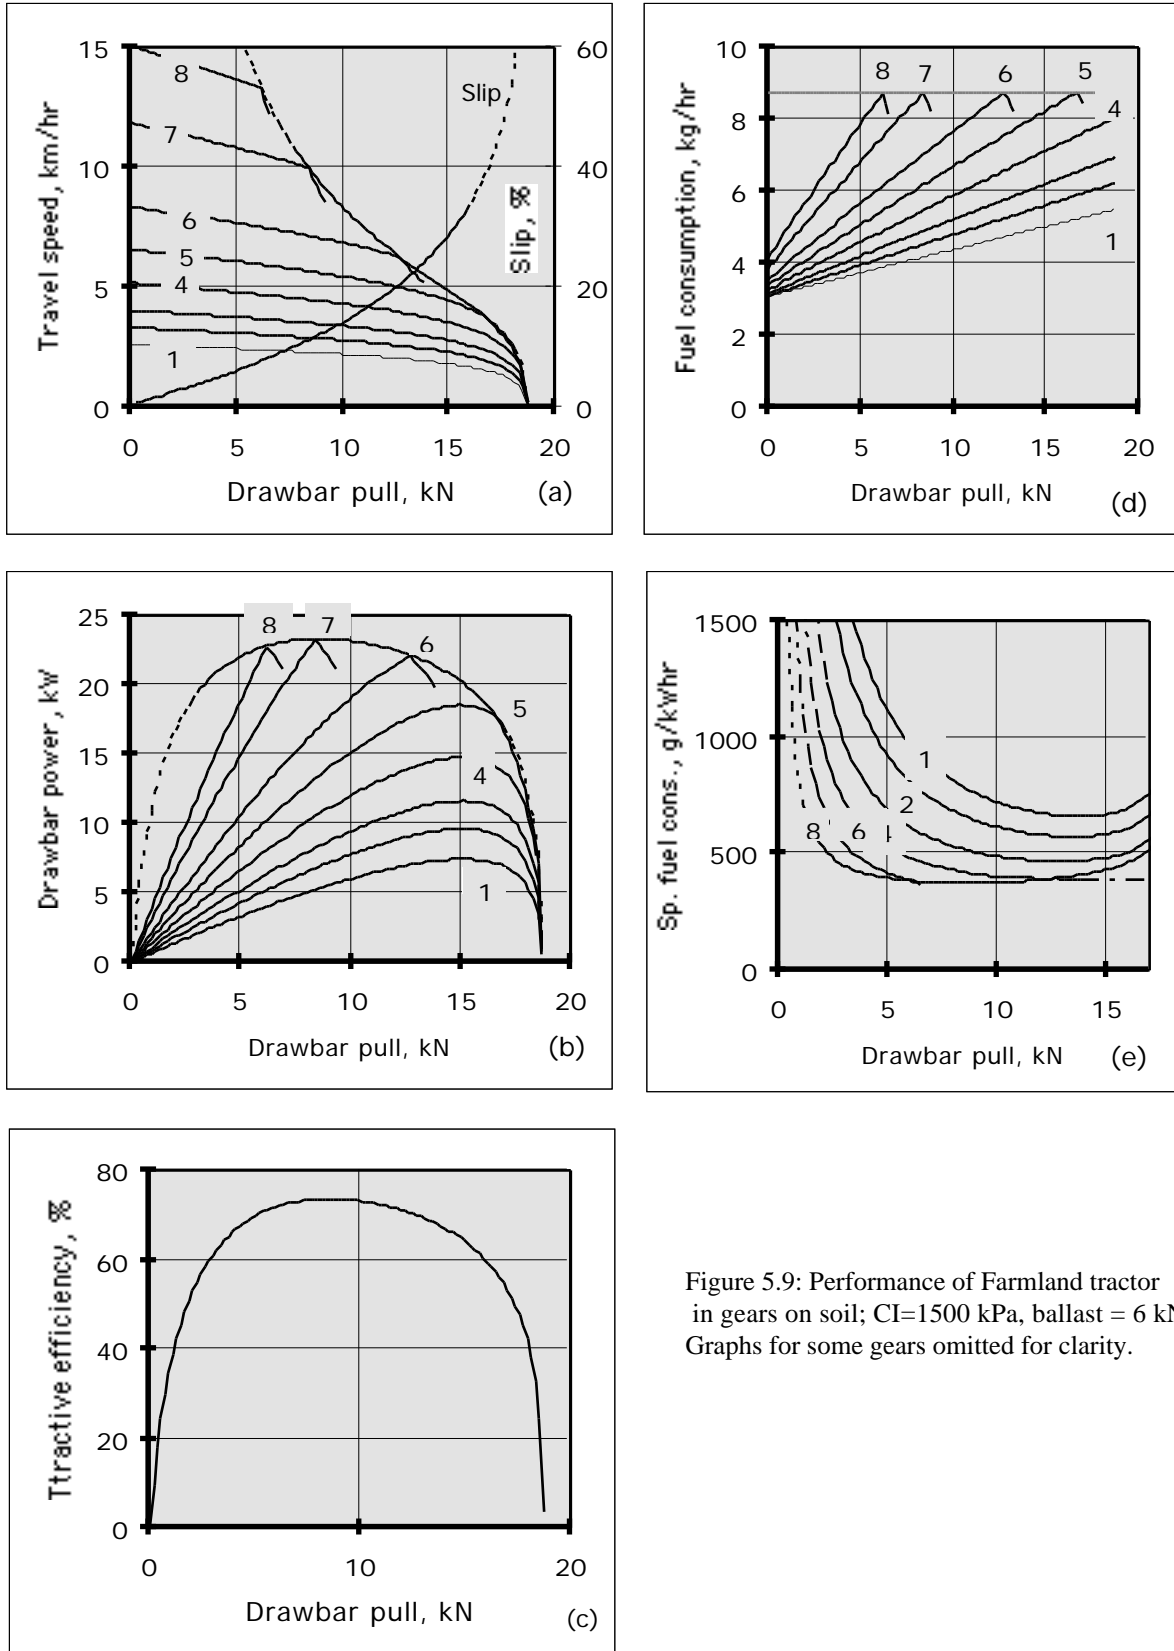 15
10
5
0
Travel speed, km/hr
8
7
6
5
4
1
Slip
60
40
20
0
Slip, %
0 5 10 15 20
Drawbar pull, kN
(a)
10
8
6
4
2
0
Fuel consumption, kg/hr
8 7 6 5
4
1
0 5 10 15 20
Drawbar pull, kN
(d)
25
20
15
10
5
0
Drawbar power, kW
8 7
6
5
4
1
0 5 10 15 20
Drawbar pull, kN
(b)
1500
1000
500
0
Sp. fuel cons., g/kWhr
1
2
8 6 4
0 5 10 15
Drawbar pull, kN
(e)
80
60
40
20
0
Ttractive efficiency, %
0 10 20
Drawbar pull, kN
(c)
Figure 5.9: Performance of Farmland tractor
in gears on soil; CI=1500 kPa, ballast = 6 kN
Graphs for some gears omitted for clarity.